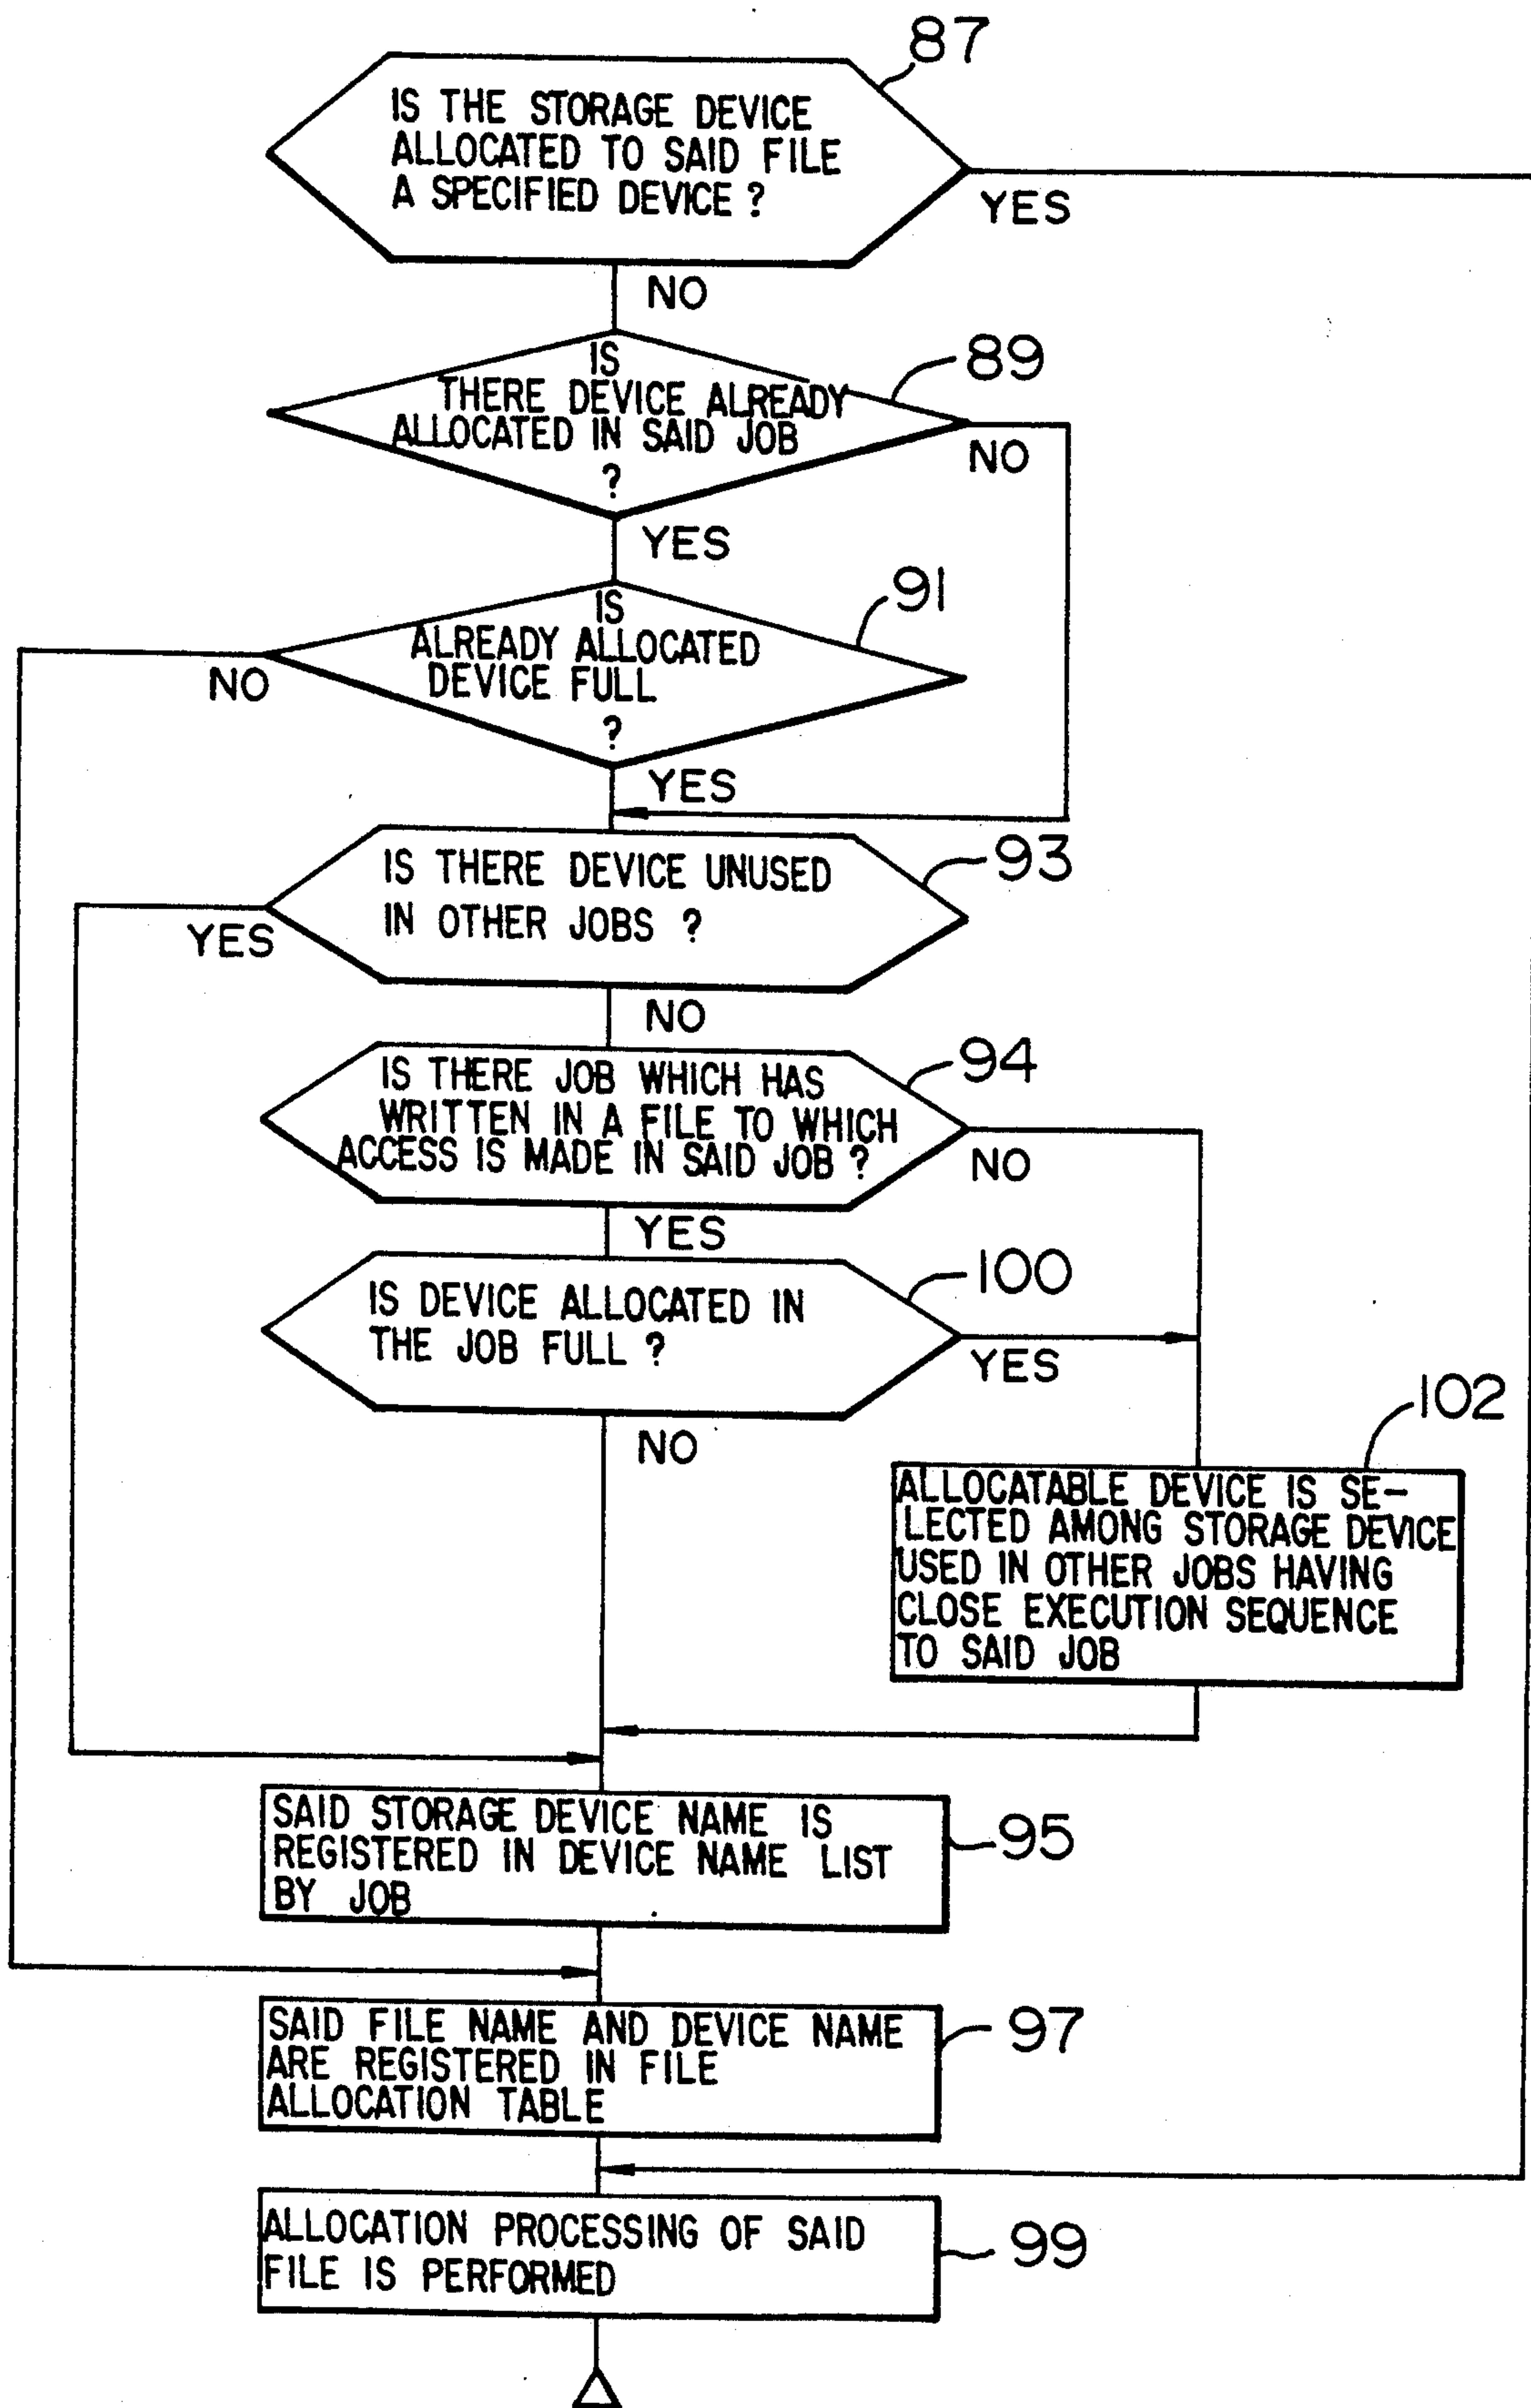 87
IS THE STORAGE DEVICE
ALLOCATED TO SAID FILE
A SPECIFIED DEVICE ?
YES
NO
89
IS
THERE DEVICE ALREADY
ALLOCATED IN SAID JOB
?
NO
YES
91
IS
ALREADY ALLOCATED
DEVICE FULL
?
NO
YES
93
IS THERE DEVICE UNUSED
IN OTHER JOBS ?
YES
NO
94
IS THERE JOB WHICH HAS
WRITTEN IN A FILE TO WHICH
ACCESS IS MADE IN SAID JOB ?
NO
YES
100
IS DEVICE ALLOCATED IN
THE JOB FULL ?
YES
NO
102
ALLOCATABLE DEVICE IS SE-
LECTED AMONG STORAGE DEVICE
USED IN OTHER JOBS HAVING
CLOSE EXECUTION SEQUENCE
TO SAID JOB
SAID STORAGE DEVICE NAME IS
REGISTERED IN DEVICE NAME LIST
BY JOB
95
SAID FILE NAME AND DEVICE NAME
ARE REGISTERED IN FILE
ALLOCATION TABLE
97
ALLOCATION PROCESSING OF SAID
FILE IS PERFORMED
99